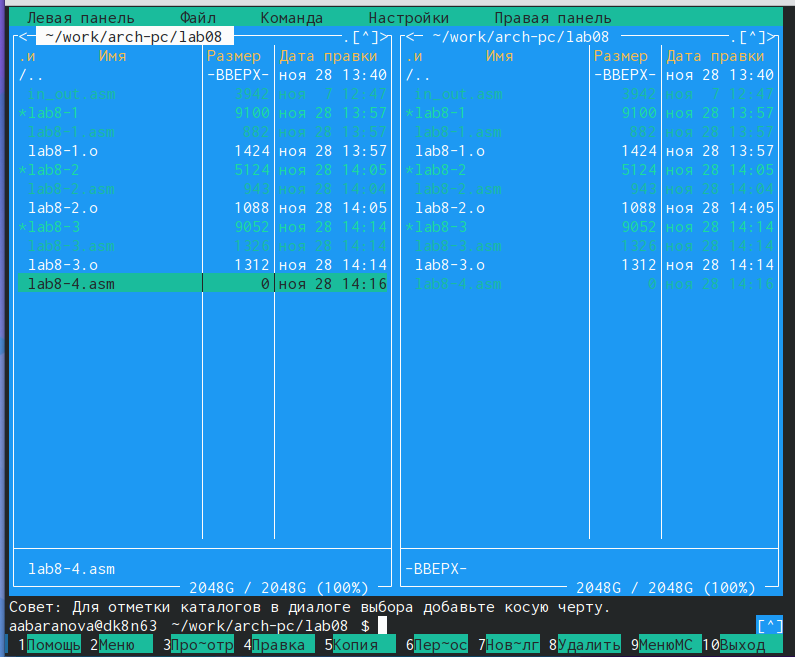 Левая панель Файл Команда Настройки Правая панель
<- ~/work/arch-pc/lab08 .[^]> <- ~/work/arch-pc/lab08 .[^]>
.и Имя Размер Дата правки .и Имя Размер Дата правки
/.. -ВВЕРХ- ноя 28 13:40 /.. -ВВЕРХ- ноя 28 13:40
in_out.asm 3942 ноя 7 12:47 in_out.asm 3942 ноя 7 12:47
*lab8-1 9100 ноя 28 13:57 *lab8-1 9100 ноя 28 13:57
lab8-1.asm 882 ноя 28 13:57 lab8-1.asm 882 ноя 28 13:57
lab8-1.o 1424 ноя 28 13:57 lab8-1.o 1424 ноя 28 13:57
*lab8-2 5124 ноя 28 14:05 *lab8-2 5124 ноя 28 14:05
lab8-2.asm 943 ноя 28 14:04 lab8-2.asm 943 ноя 28 14:04
lab8-2.o 1088 ноя 28 14:05 lab8-2.o 1088 ноя 28 14:05
*lab8-3 9052 ноя 28 14:14 *lab8-3 9052 ноя 28 14:14
lab8-3.asm 1326 ноя 28 14:14 lab8-3.asm 1326 ноя 28 14:14
lab8-3.o 1312 ноя 28 14:14 lab8-3.o 1312 ноя 28 14:14
lab8-4.asm 0 ноя 28 14:16 lab8-4.asm 0 ноя 28 14:16
lab8-4.asm -ВВЕРХ-
2048G / 2048G (100%) 2048G / 2048G (100%)
Совет: Для отметки каталогов в диалоге выбора добавьте косую черту.
aabaranova@dk8n63 ~/work/arch-pc/lab08 $ [^]
1Помощь 2Меню 3Про~отр 4Правка 5Копия 6Пер~ос 7Нов~лг 8Удалить 9МенюМС 10Выход